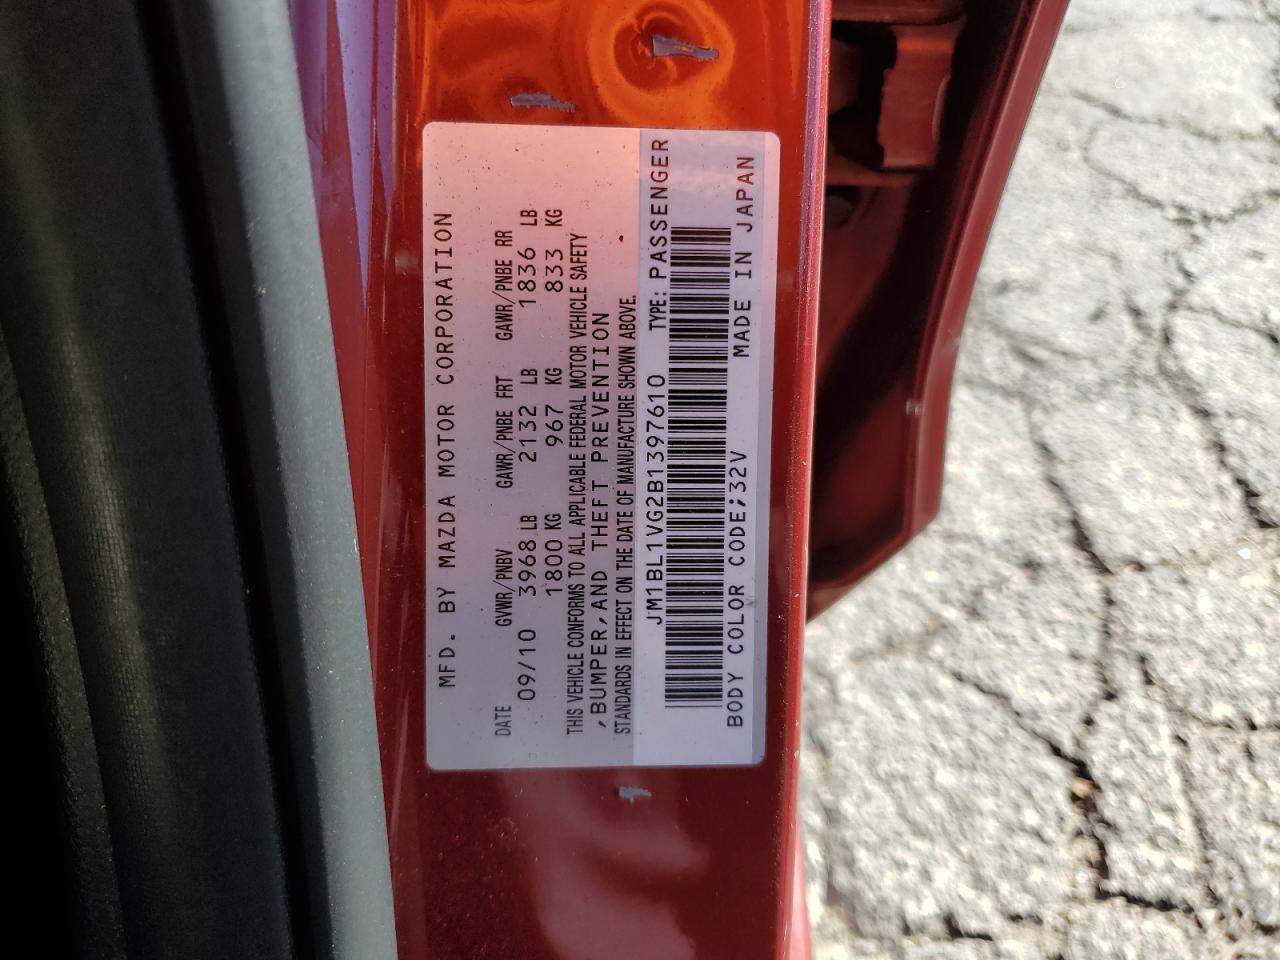 MFD. BY MAZDA MOTOR CORPORATION
DATE GVWR/PNBV GAWR/PNBE FRT GAWR/PNBE RR
09/10 3968 LB 2132 LB 1836 LB
1800 KG 967 KG 833 KG
THIS VEHICLE CONFORMS TO ALL APPLICABLE FEDERAL MOTOR VEHICLE SAFETY
,BUMPER,AND THEFT PREVENTION
STANDARDS IN EFFECT ON THE DATE OF MANUFACTURE SHOWN ABOVE.
JM1BL1VG2B1397610 TYPE: PASSENGER
BODY COLOR CODE;32V MADE IN JAPAN